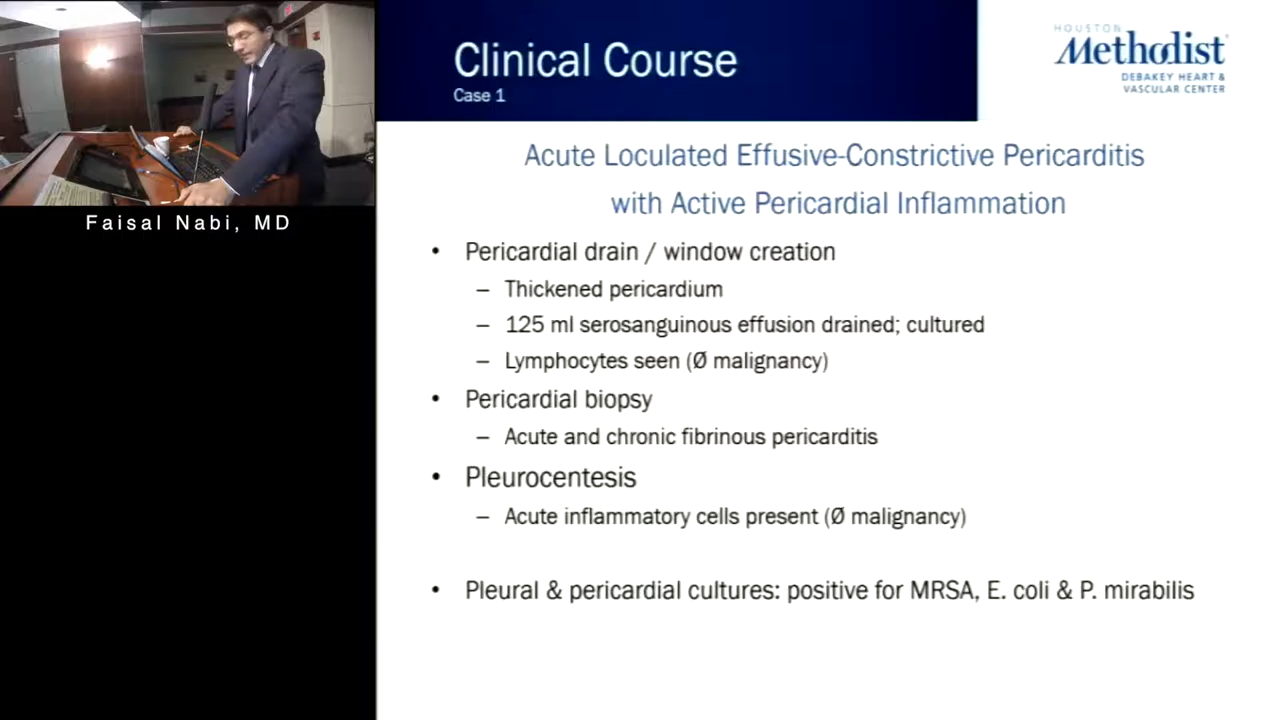 Clinical Course
Case 1
HOUSTON
Methodist
DEBAKEY HEART &
VASCULAR CENTER
Faisal Nabi, MD
Acute Loculated Effusive-Constrictive Pericarditis
with Active Pericardial Inflammation
• Pericardial drain / window creation
– Thickened pericardium
– 125 ml serosanguinous effusion drained; cultured
– Lymphocytes seen (Ø malignancy)
• Pericardial biopsy
– Acute and chronic fibrinous pericarditis
• Pleurocentesis
– Acute inflammatory cells present (Ø malignancy)
• Pleural & pericardial cultures: positive for MRSA, E. coli & P. mirabilis